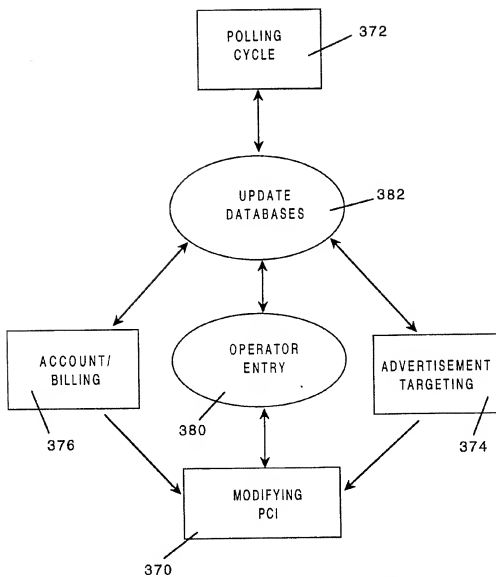 POLLING
CYCLE
372
UPDATE
DATABASES
382
ACCOUNT/
BILLING
376
OPERATOR
ENTRY
380
ADVERTISEMENT
TARGETING
374
MODIFYING
PCI
370